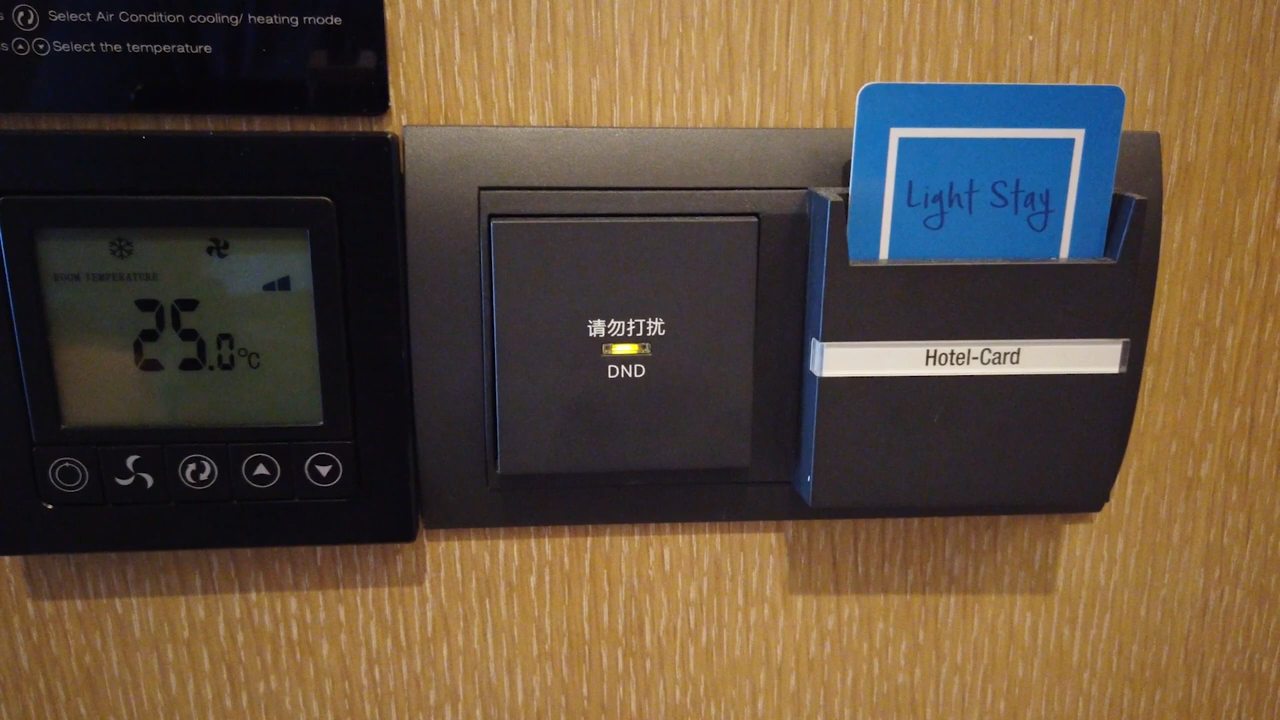 Select Air Condition cooling/ heating mode
Select the temperature
ROOM TEMPERATURE
25.0°C
请勿打扰
DND
Light Stay
Hotel-Card